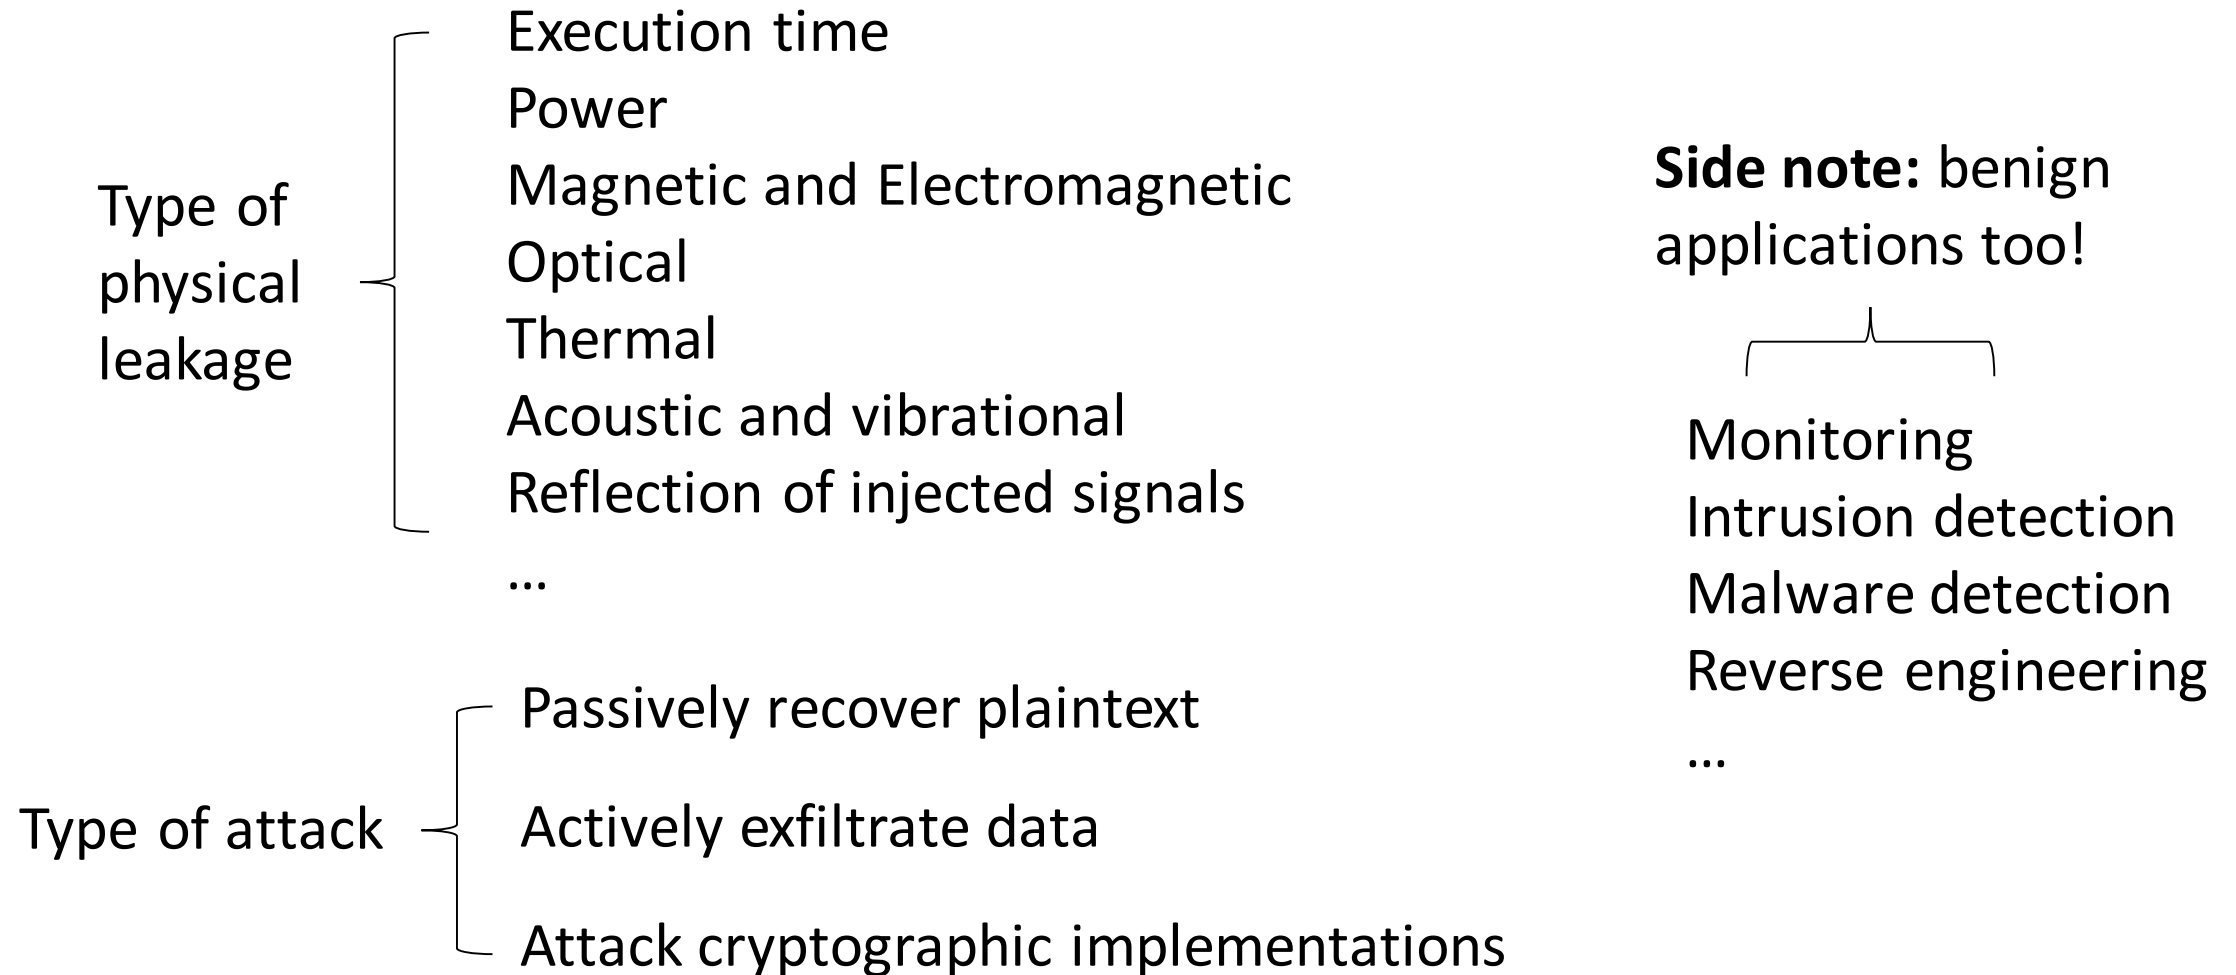 Type of
physical
leakage
Execution time
Power
Magnetic and Electromagnetic
Optical
Thermal
Acoustic and vibrational
Reflection of injected signals
…
Type of attack
Passively recover plaintext
Actively exfiltrate data
Attack cryptographic implementations
Side note: benign
applications too!
Monitoring
Intrusion detection
Malware detection
Reverse engineering
…